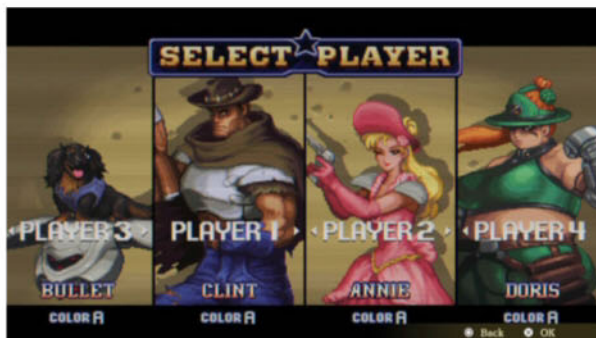 SELECT PLAYER
PLAYER 3
PLAYER 1
PLAYER 2
PLAYER 4
BULLET
CLINT
ANNIE
DORIS
COLOR A
COLOR A
COLOR A
COLOR A
Back
OK